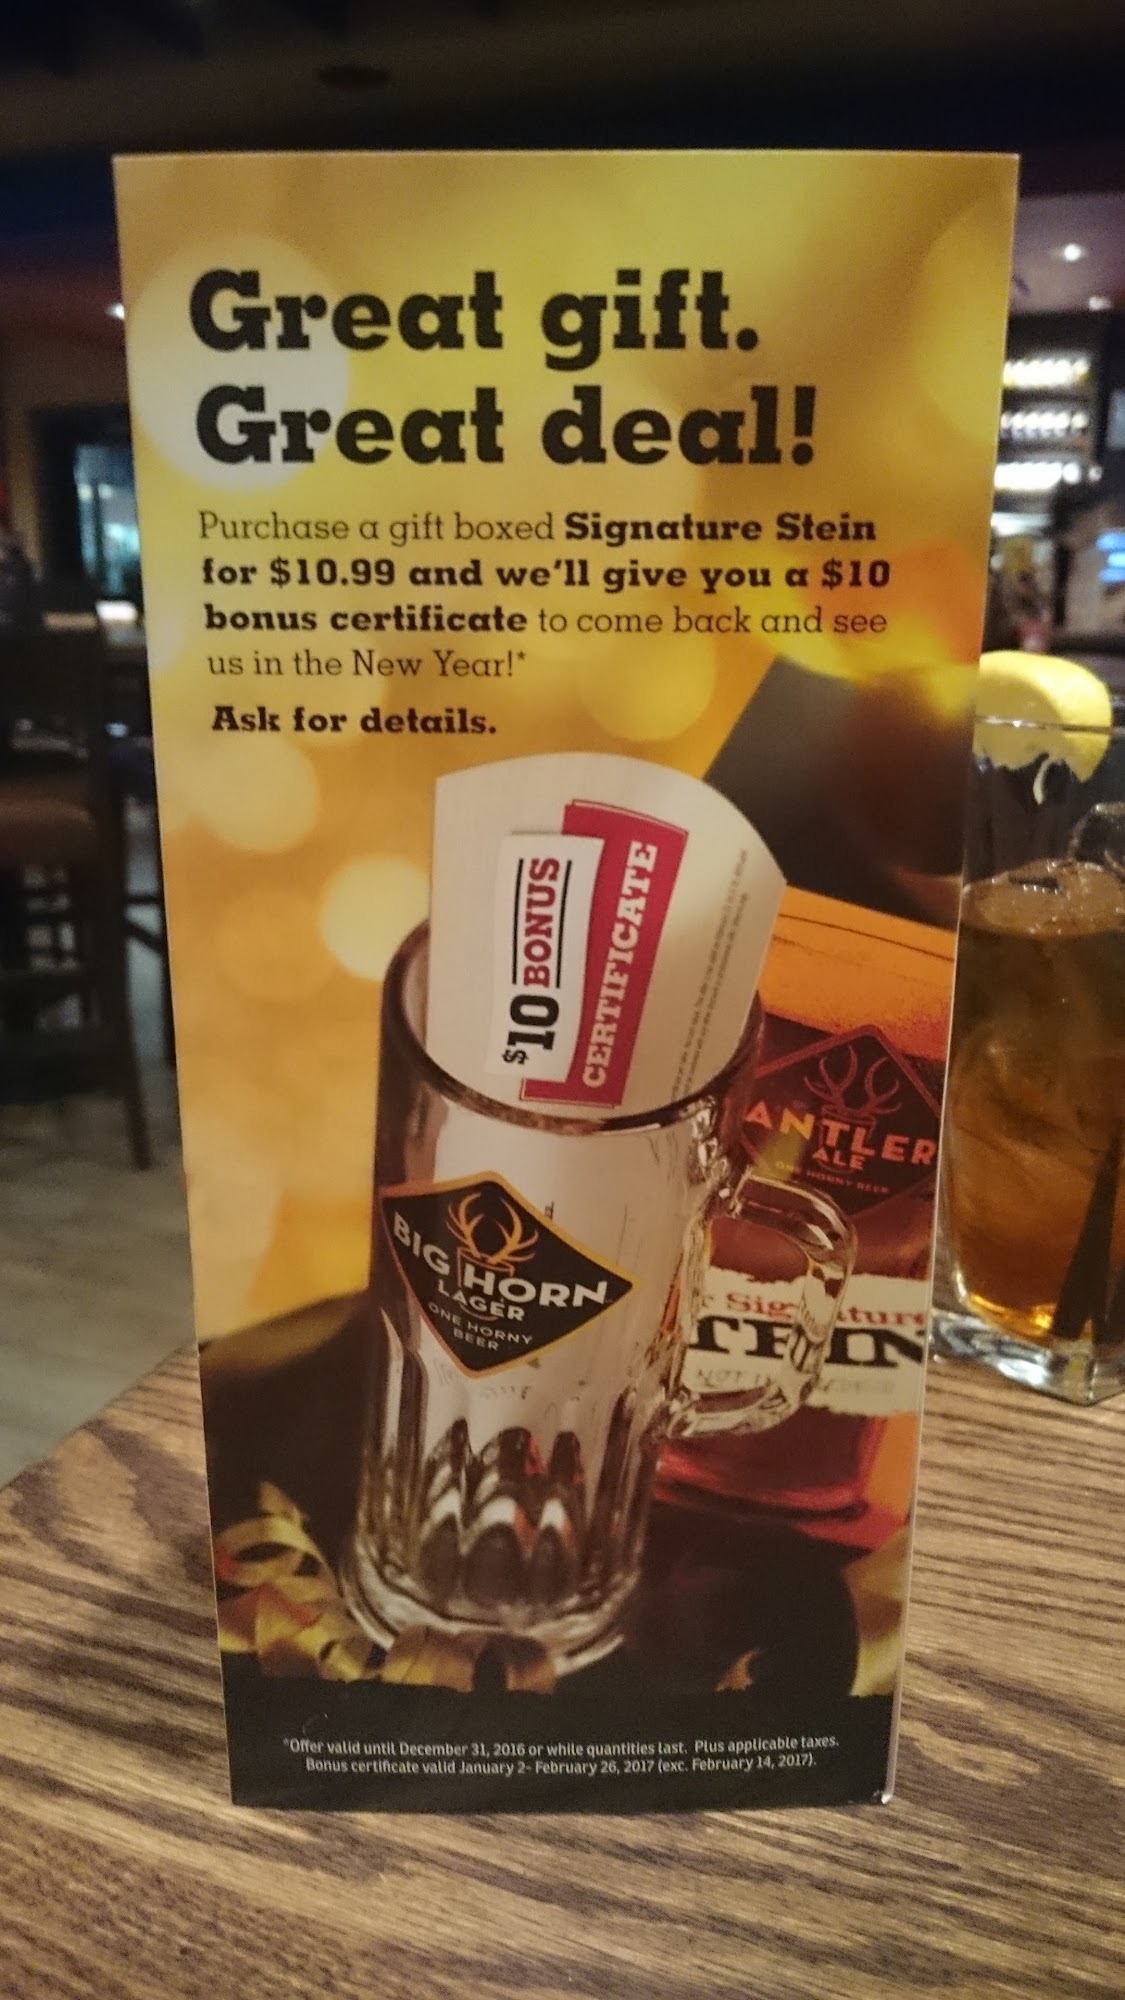 Great gift.
Great deal!
Purchase a gift boxed Signature Stein
for $10.99 and we'll give you a $10
bonus certificate to come back and see
us in the New Year!*
Ask for details.
$10 BONUS
CERTIFICATE
ANTLER
ALE
ONE HORNY BEER
BIG HORN
LAGER
ONE HORNY
BEER
*Offer valid until December 31, 2016 or while quantities last. Plus applicable taxes.
Bonus certificate valid January 2- February 26, 2017 (exc. February 14, 2017).